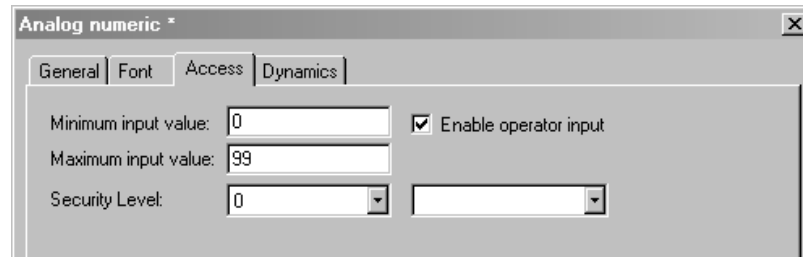 Analog numeric *
General Font Access Dynamics
Minimum input value: 0 Enable operator input
Maximum input value: 99
Security Level: 0